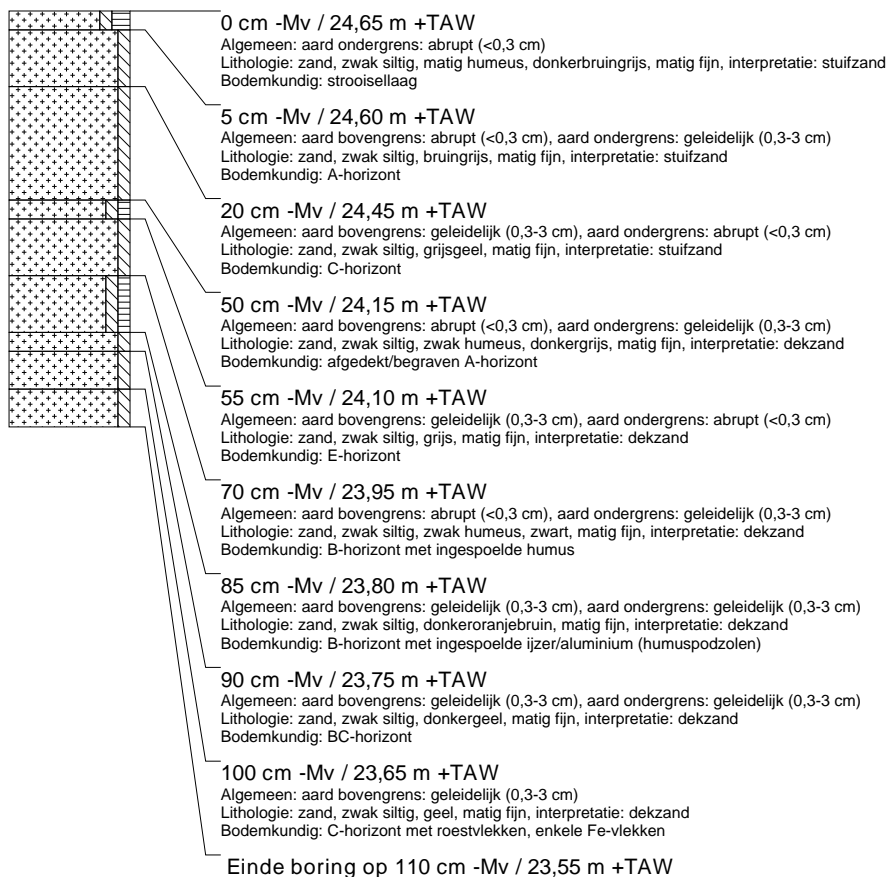 0 cm -Mv / 24,65 m +TAW
Algemeen: aard ondergrens: abrupt (<0,3 cm)
Lithologie: zand, zwak siltig, matig humeus, donkerbruingrijs, matig fijn, interpretatie: stuifzand
Bodemkundig: strooisellaag
5 cm -Mv / 24,60 m +TAW
Algemeen: aard bovengrens: abrupt (<0,3 cm), aard ondergrens: geleidelijk (0,3-3 cm)
Lithologie: zand, zwak siltig, bruingrijs, matig fijn, interpretatie: stuifzand
Bodemkundig: A-horizont
20 cm -Mv / 24,45 m +TAW
Algemeen: aard bovengrens: geleidelijk (0,3-3 cm), aard ondergrens: abrupt (<0,3 cm)
Lithologie: zand, zwak siltig, grijsgeel, matig fijn, interpretatie: stuifzand
Bodemkundig: C-horizont
50 cm -Mv / 24,15 m +TAW
Algemeen: aard bovengrens: abrupt (<0,3 cm), aard ondergrens: geleidelijk (0,3-3 cm)
Lithologie: zand, zwak siltig, zwak humeus, donkergrijs, matig fijn, interpretatie: dekzand
Bodemkundig: afgedekt/begraven A-horizont
55 cm -Mv / 24,10 m +TAW
Algemeen: aard bovengrens: geleidelijk (0,3-3 cm), aard ondergrens: abrupt (<0,3 cm)
Lithologie: zand, zwak siltig, grijs, matig fijn, interpretatie: dekzand
Bodemkundig: E-horizont
70 cm -Mv / 23,95 m +TAW
Algemeen: aard bovengrens: abrupt (<0,3 cm), aard ondergrens: geleidelijk (0,3-3 cm)
Lithologie: zand, zwak siltig, zwak humeus, zwart, matig fijn, interpretatie: dekzand
Bodemkundig: B-horizont met ingespoelde humus
85 cm -Mv / 23,80 m +TAW
Algemeen: aard bovengrens: geleidelijk (0,3-3 cm), aard ondergrens: geleidelijk (0,3-3 cm)
Lithologie: zand, zwak siltig, donkeroranjebruin, matig fijn, interpretatie: dekzand
Bodemkundig: B-horizont met ingespoelde ijzer/aluminium (humuspodzolen)
90 cm -Mv / 23,75 m +TAW
Algemeen: aard bovengrens: geleidelijk (0,3-3 cm), aard ondergrens: geleidelijk (0,3-3 cm)
Lithologie: zand, zwak siltig, donkergeel, matig fijn, interpretatie: dekzand
Bodemkundig: BC-horizont
100 cm -Mv / 23,65 m +TAW
Algemeen: aard bovengrens: geleidelijk (0,3-3 cm)
Lithologie: zand, zwak siltig, geel, matig fijn, interpretatie: dekzand
Bodemkundig: C-horizont met roestvlekken, enkele Fe-vlekken
Einde boring op 110 cm -Mv / 23,55 m +TAW